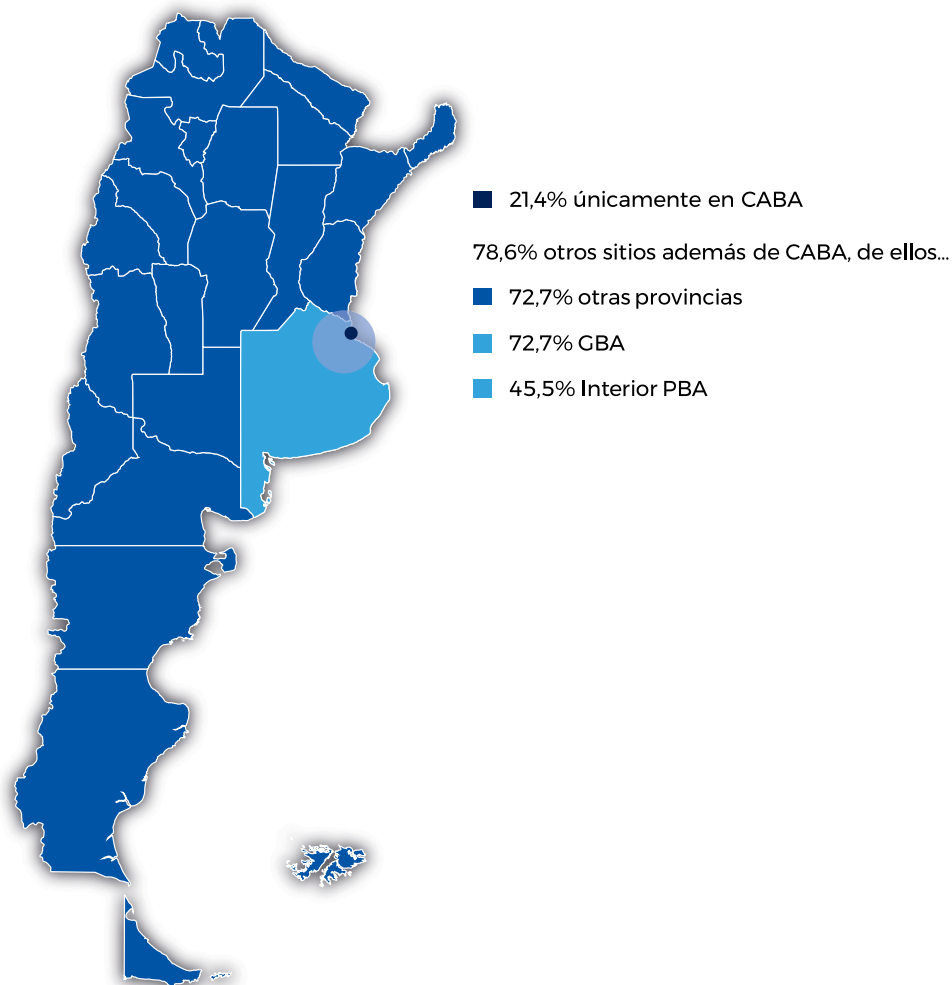 21,4% únicamente en CABA
78,6% otros sitios además de CABA, de ellos...
72,7% otras provincias
72,7% GBA
45,5% Interior PBA